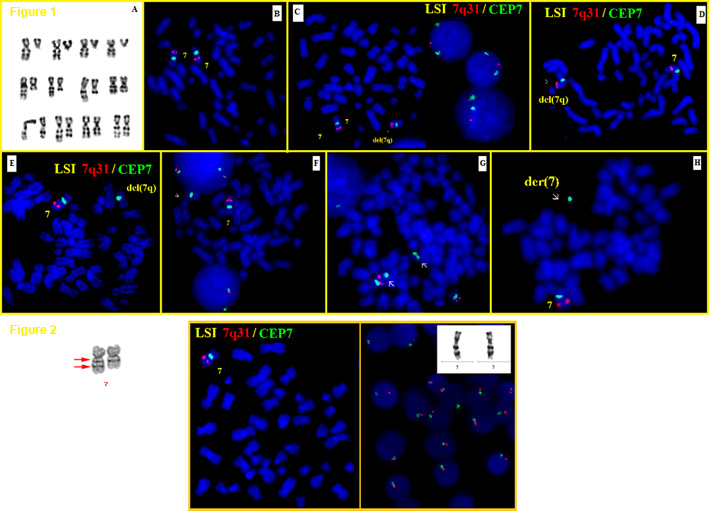 Figure 1
A
B
7
7
C
LSI 7q31/CEP7
7
del(7q)
LSI 7q31/CEP7
D
del(7q)
7
E
LSI 7q31/CEP7
del(7q)
7
F
7
G
H
der(7)
7
Figure 2
7
LSI 7q31/CEP7
7
7
7